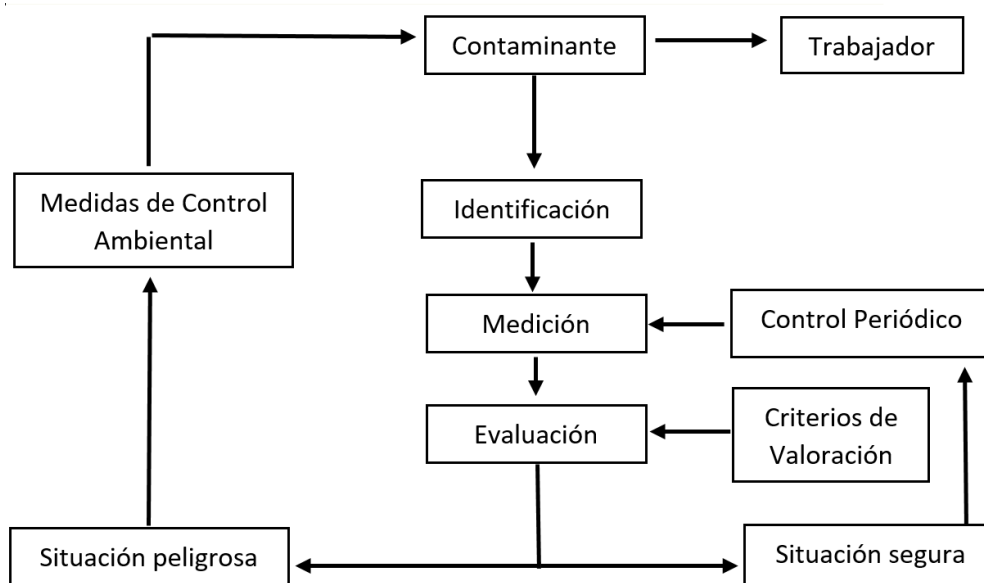 Contaminante
Trabajador
Medidas de Control
Ambiental
Identificación
Medición
Control Periódico
Evaluación
Criterios de
Valoración
Situación peligrosa
Situación segura